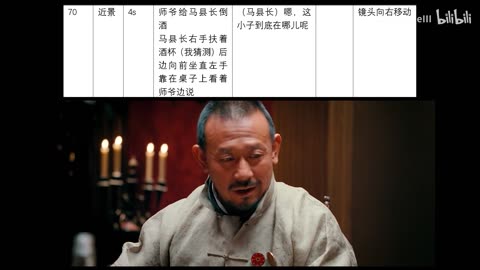 70 近景 4s 师爷给马县长倒 （马县长）嗯，这 镜头向右移动
酒 小子到底在哪儿呢
马县长右手扶着
酒杯（我猜测）后
边向前坐直左手
靠在桌子上看着
师爷边说
elll bilibili